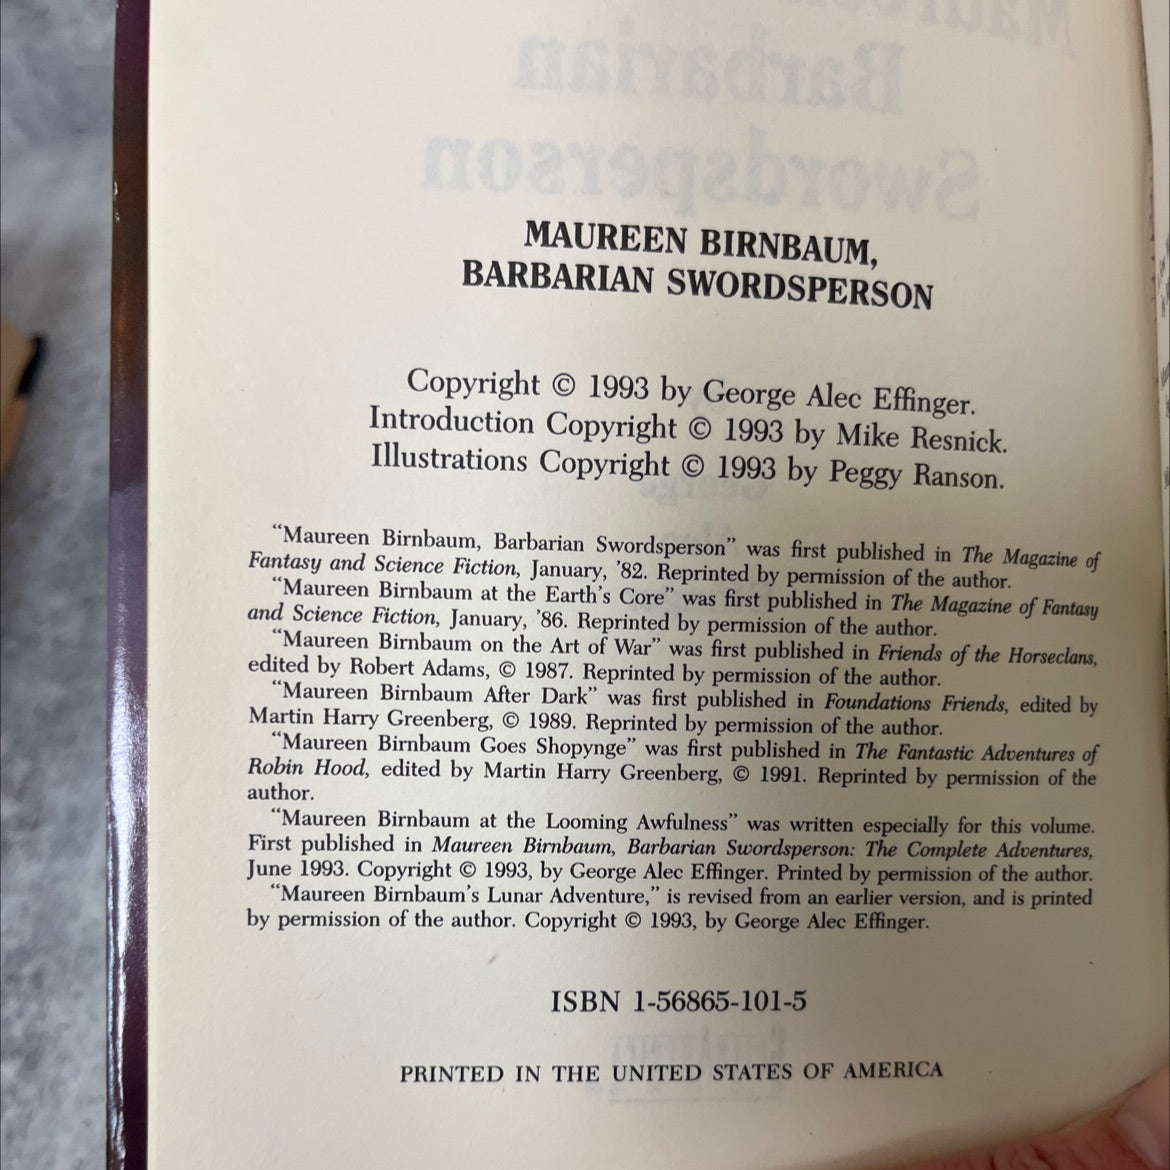 MAUREEN BIRNBAUM,
BARBARIAN SWORDSPERSON
Copyright © 1993 by George Alec Effinger.
Introduction Copyright © 1993 by Mike Resnick.
Illustrations Copyright © 1993 by Peggy Ranson.
“Maureen Birnbaum, Barbarian Swordsperson” was first published in The Magazine of
Fantasy and Science Fiction, January, ’82. Reprinted by permission of the author.
“Maureen Birnbaum at the Earth’s Core” was first published in The Magazine of Fantasy
and Science Fiction, January, ’86. Reprinted by permission of the author.
“Maureen Birnbaum on the Art of War” was first published in Friends of the Horseclans,
edited by Robert Adams, © 1987. Reprinted by permission of the author.
“Maureen Birnbaum After Dark” was first published in Foundations Friends, edited by
Martin Harry Greenberg, © 1989. Reprinted by permission of the author.
“Maureen Birnbaum Goes Shopynge” was first published in The Fantastic Adventures of
Robin Hood, edited by Martin Harry Greenberg, © 1991. Reprinted by permission of the
author.
“Maureen Birnbaum at the Looming Awfulness” was written especially for this volume.
First published in Maureen Birnbaum, Barbarian Swordsperson: The Complete Adventures,
June 1993. Copyright © 1993, by George Alec Effinger. Printed by permission of the author.
“Maureen Birnbaum’s Lunar Adventure,” is revised from an earlier version, and is printed
by permission of the author. Copyright © 1993, by George Alec Effinger.
ISBN 1-56865-101-5
PRINTED IN THE UNITED STATES OF AMERICA